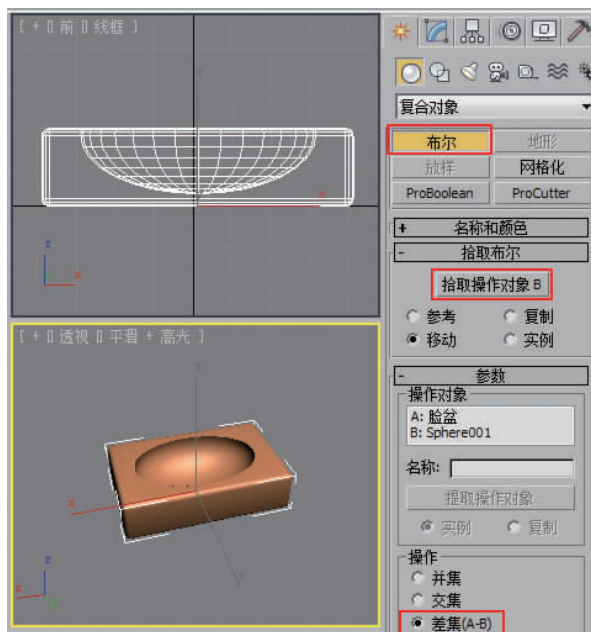 [ + 0 前 0 线框 ]
z
x
z
x
[ + 0 透视 0 平滑 + 高光 ]
z
x
y
z
x
复合对象
布尔
地形
放样
网格化
ProBoolean
ProCutter
+ 名称和颜色
- 拾取布尔
拾取操作对象 B
参考
复制
移动
实例
- 参数
操作对象
A: 脸盆
B: Sphere001
名称:
提取操作对象
实例
复制
操作
并集
交集
差集(A-B)